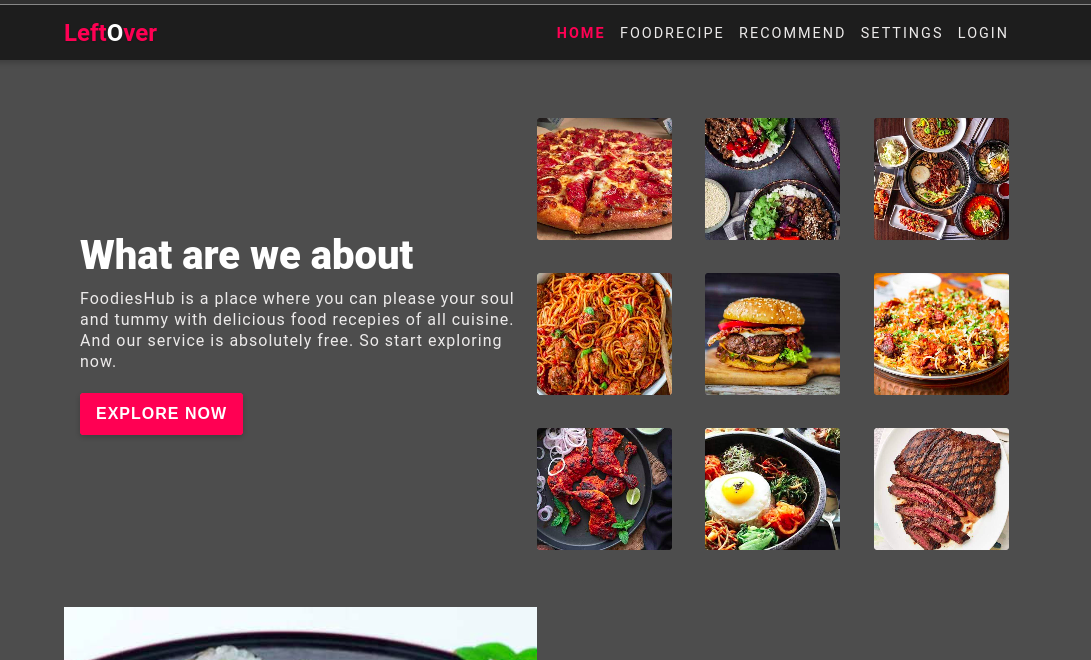 LeftOver
HOME FOODRECIPE RECOMMEND SETTINGS LOGIN
What are we about
FoodiesHub is a place where you can please your soul
and tummy with delicious food recepies of all cuisine.
And our service is absolutely free. So start exploring
now.
EXPLORE NOW